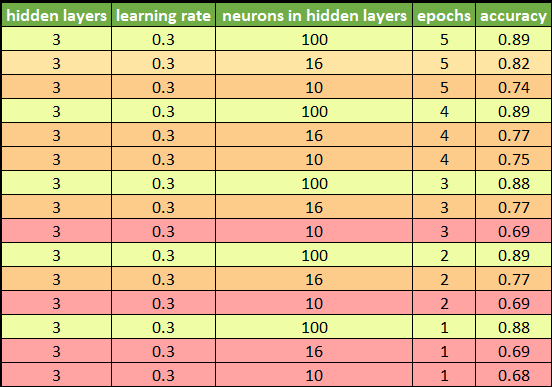 hidden layers learning rate neurons in hidden layers epochs accuracy
3 0.3 100 5 0.89
3 0.3 16 5 0.82
3 0.3 10 5 0.74
3 0.3 100 4 0.89
3 0.3 16 4 0.77
3 0.3 10 4 0.75
3 0.3 100 3 0.88
3 0.3 16 3 0.77
3 0.3 10 3 0.69
3 0.3 100 2 0.89
3 0.3 16 2 0.77
3 0.3 10 2 0.69
3 0.3 100 1 0.88
3 0.3 16 1 0.69
3 0.3 10 1 0.68